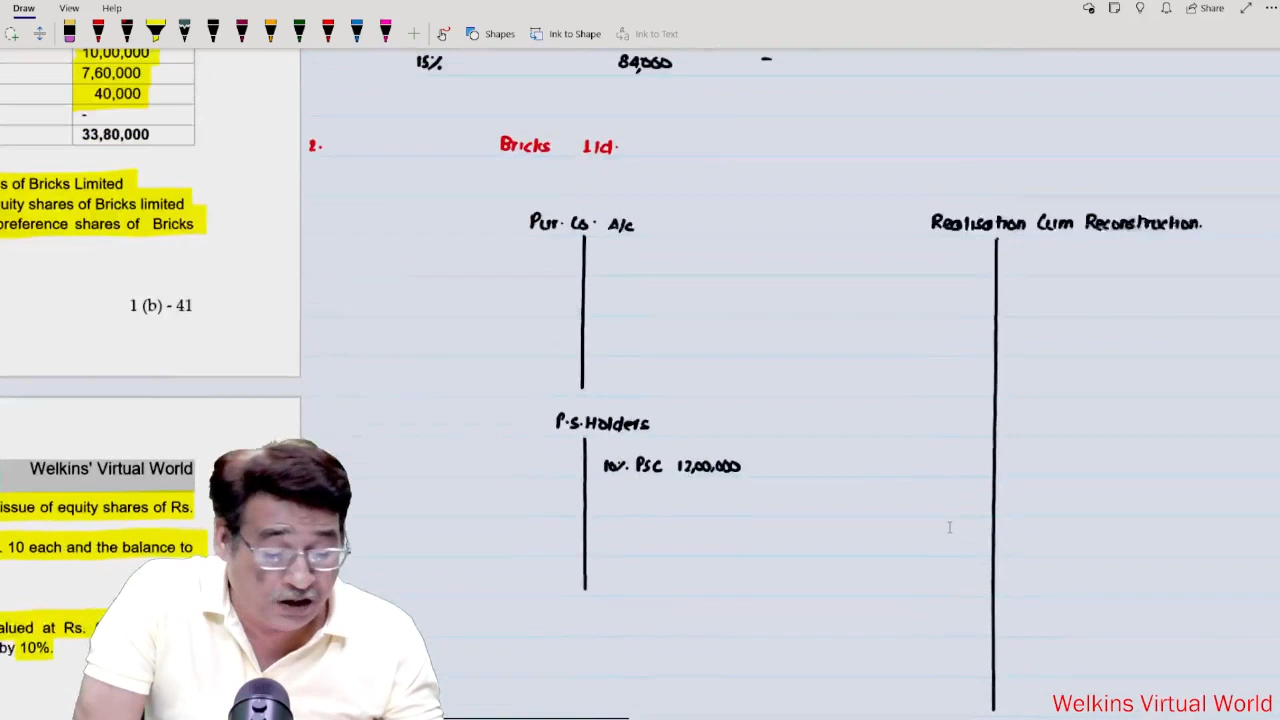 Draw View Help
Share
Shapes Ink to Shape Ink to Text
10,00,000
7,60,000
40,000
-
33,80,000
s of Bricks Limited
uity shares of Bricks limited
preference shares of Bricks
1 (b) - 41
Welkins' Virtual World
issue of equity shares of Rs.
. 10 each and the balance to
alued at Rs.
by 10%.
15% 84,000 -
2. Bricks Ltd.
Pur. Co. A/c
Realisation Cum Reconstruction.
P.S.Holders
10%. PSC 12,00,000
Welkins Virtual World